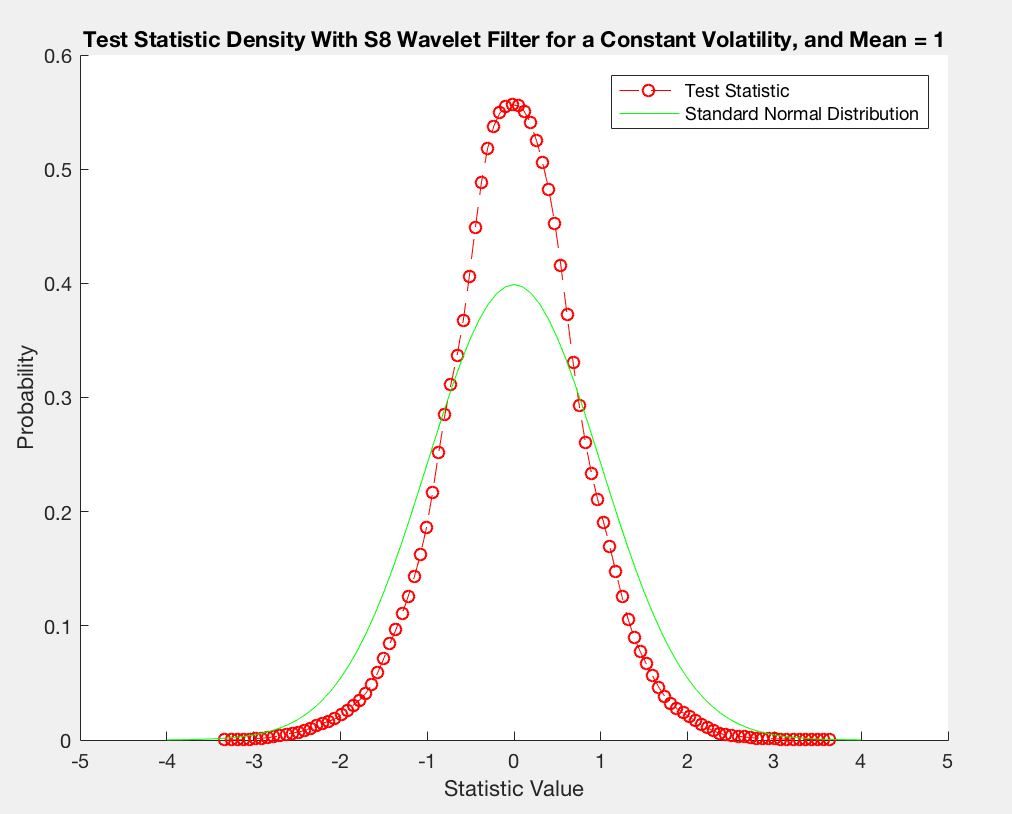 Test Statistic Density With S8 Wavelet Filter for a Constant Volatility, and Mean = 1
Test Statistic
Standard Normal Distribution
0.6
0.5
0.4
0.3
0.2
0.1
0
Probability
-5 -4 -3 -2 -1 0 1 2 3 4 5
Statistic Value